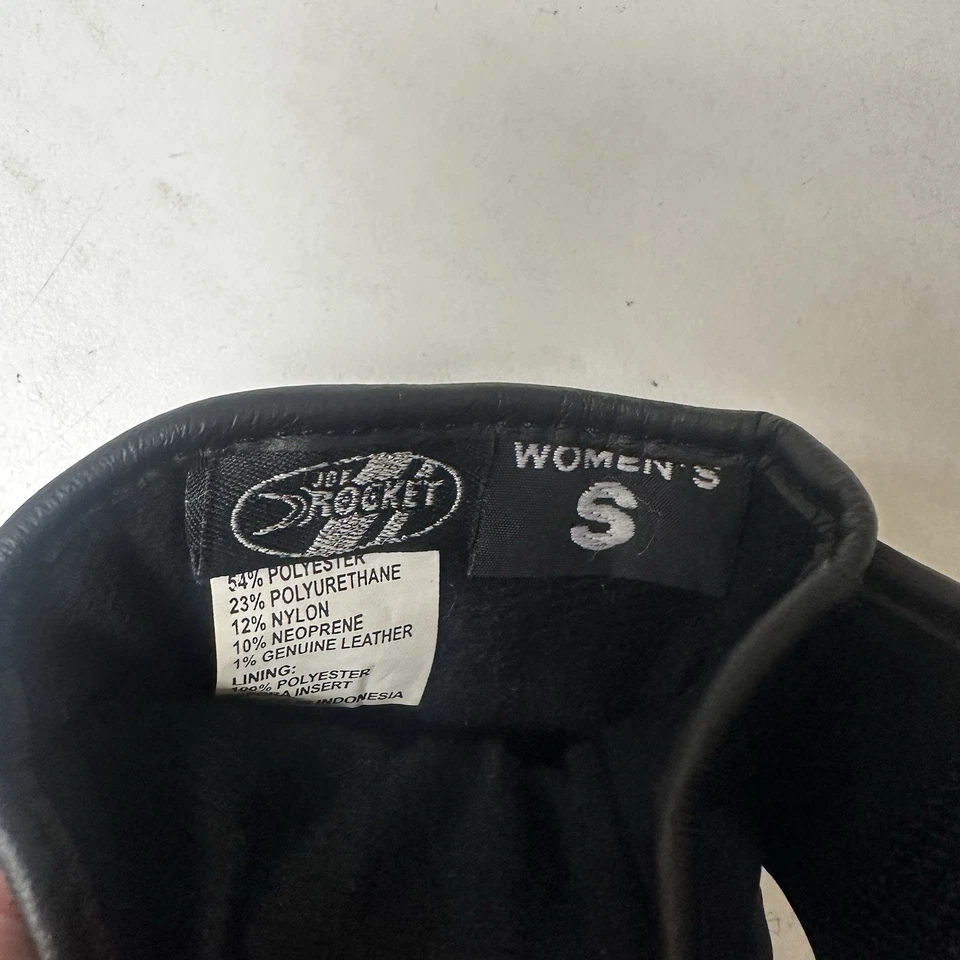 JOE
ROCKET
WOMEN'S
S
54% POLYESTER
23% POLYURETHANE
12% NYLON
10% NEOPRENE
1% GENUINE LEATHER
LINING:
100% POLYESTER
INSERT
INDONESIA